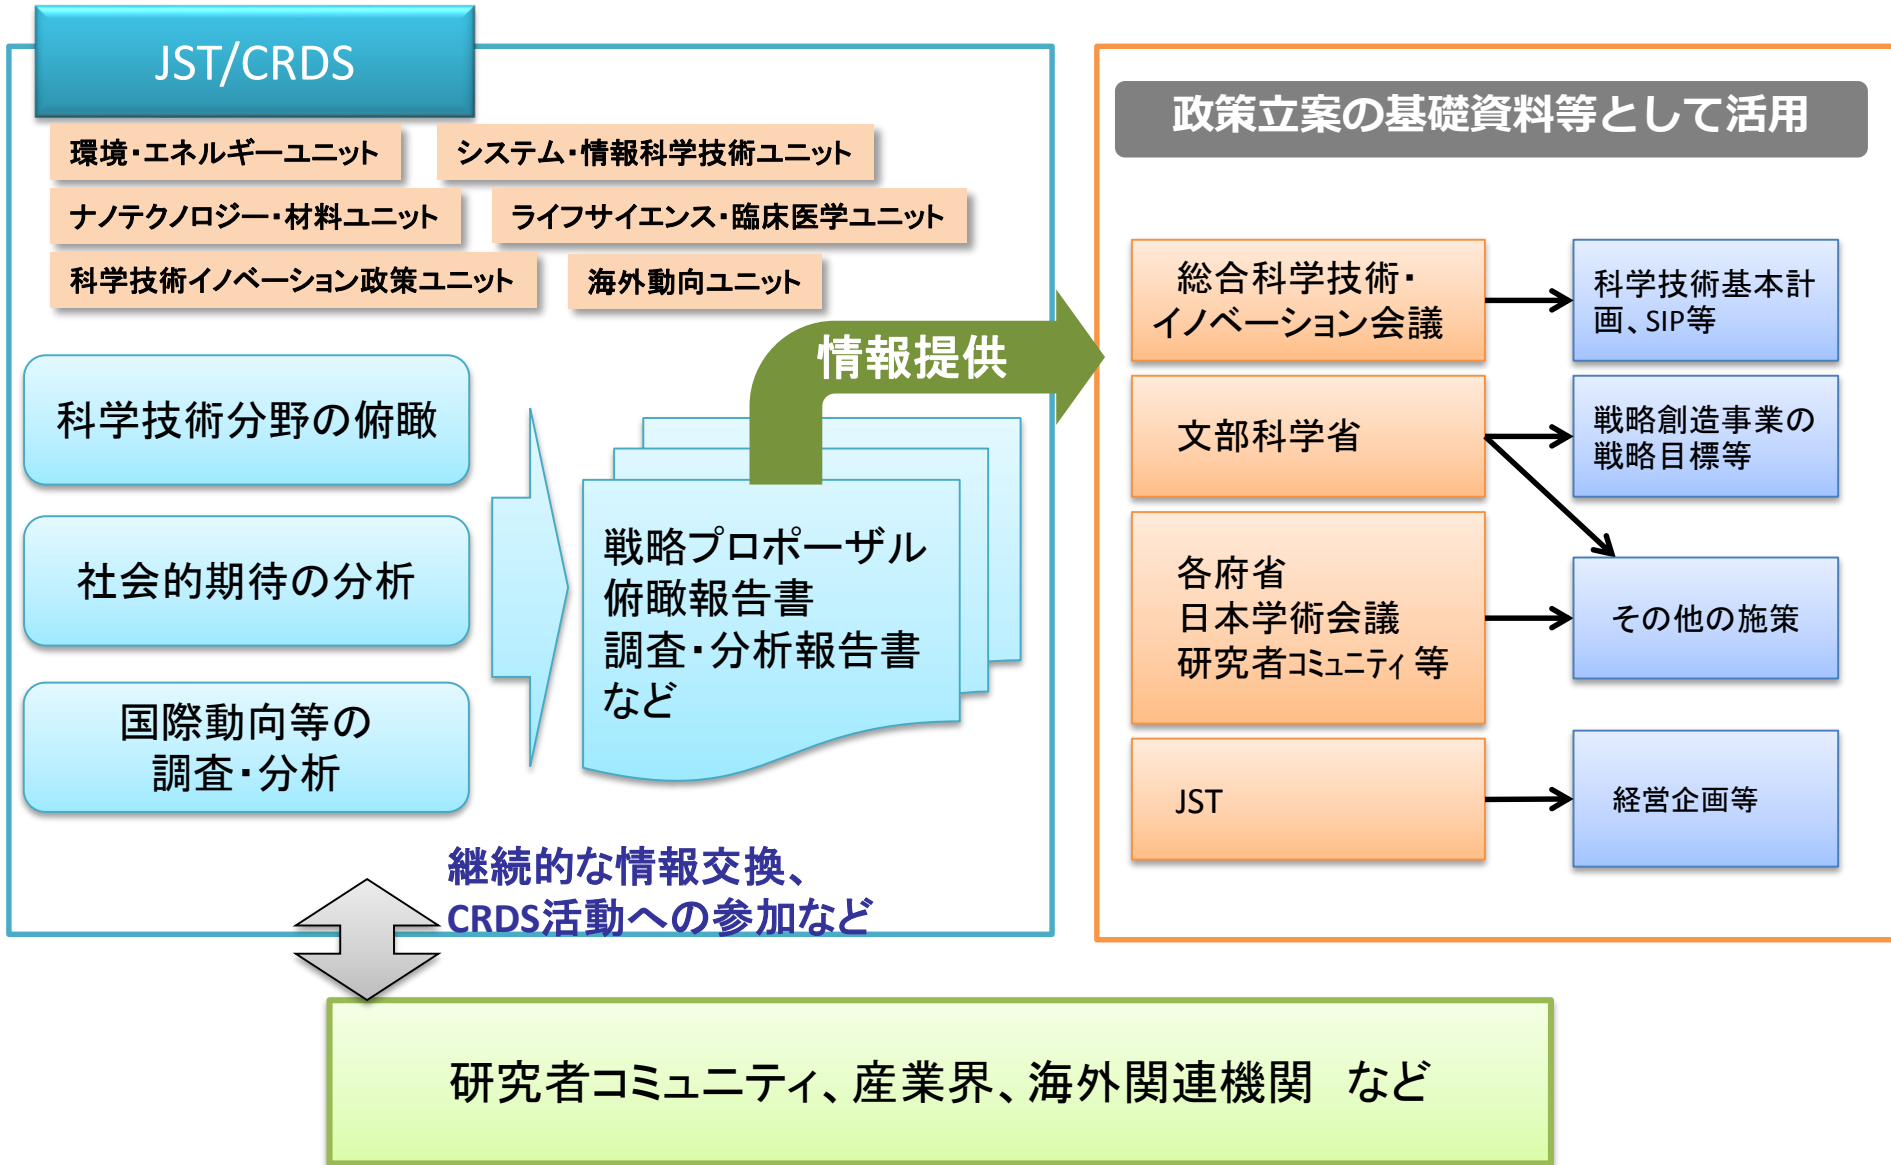 JST/CRDS
環境・エネルギーユニット
システム・情報科学技術ユニット
ナノテクノロジー・材料ユニット
ライフサイエンス・臨床医学ユニット
科学技術イノベーション政策ユニット
海外動向ユニット
科学技術分野の俯瞰
社会的期待の分析
国際動向等の
調査・分析
戦略プロポーザル
俯瞰報告書
調査・分析報告書
など
情報提供
継続的な情報交換、
CRDS活動への参加など
政策立案の基礎資料等として活用
総合科学技術・
イノベーション会議
科学技術基本計
画、SIP等
文部科学省
戦略創造事業の
戦略目標等
各府省
日本学術会議
研究者コミュニティ 等
その他の施策
JST
経営企画等
研究者コミュニティ、産業界、海外関連機関　など